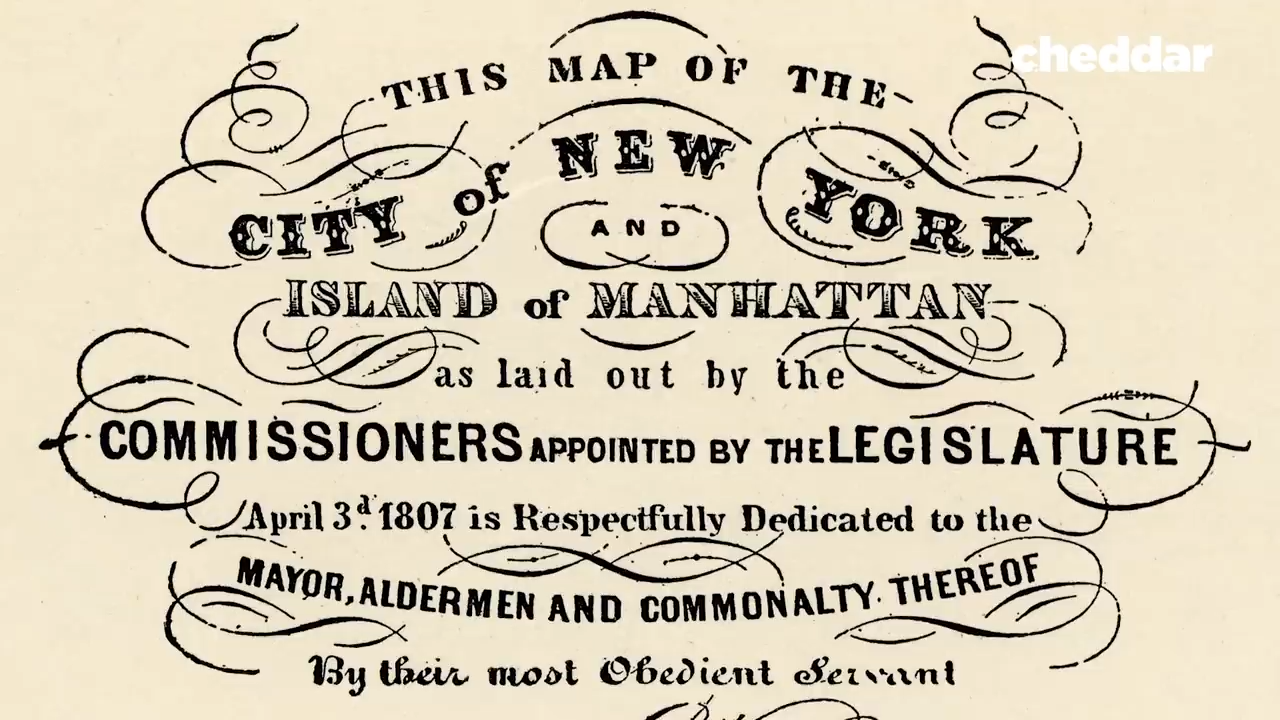 cheddar
THIS MAP OF THE
CITY of NEW YORK
AND
ISLAND of MANHATTAN
as laid out by the
COMMISSIONERS APPOINTED BY THE LEGISLATURE
April 3d. 1807 is Respectfully Dedicated to the
MAYOR, ALDERMEN AND COMMONALTY. THEREOF
By their most Obedient Servant